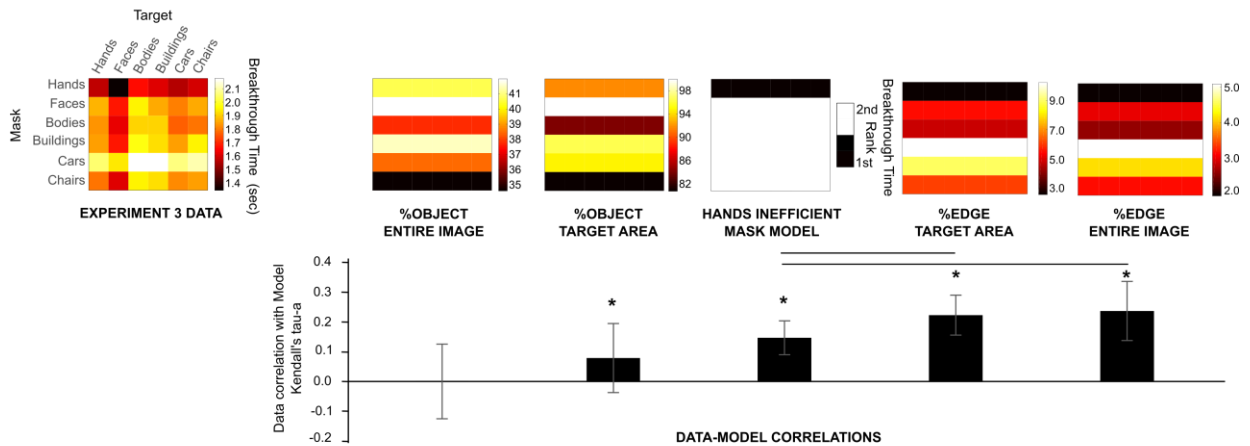 Target
Hands
Faces
Bodies
Buildings
Cars
Chairs
Mask
Hands
Faces
Bodies
Buildings
Cars
Chairs
2.1
2.0
1.9
1.8
1.7
1.6
1.5
1.4
Breakthrough Time (sec)
EXPERIMENT 3 DATA
41
40
39
38
37
36
35
%OBJECT
ENTIRE IMAGE
98
94
90
86
82
%OBJECT
TARGET AREA
2nd
1st
Rank
Breakthrough Time
HANDS INEFFICIENT
MASK MODEL
9.0
7.0
5.0
3.0
%EDGE
TARGET AREA
5.0
4.0
3.0
2.0
%EDGE
ENTIRE IMAGE
Data correlation with Model
Kendall's tau-a
0.4
0.3
0.2
0.1
0.0
-0.1
-0.2
*
*
*
*
DATA-MODEL CORRELATIONS